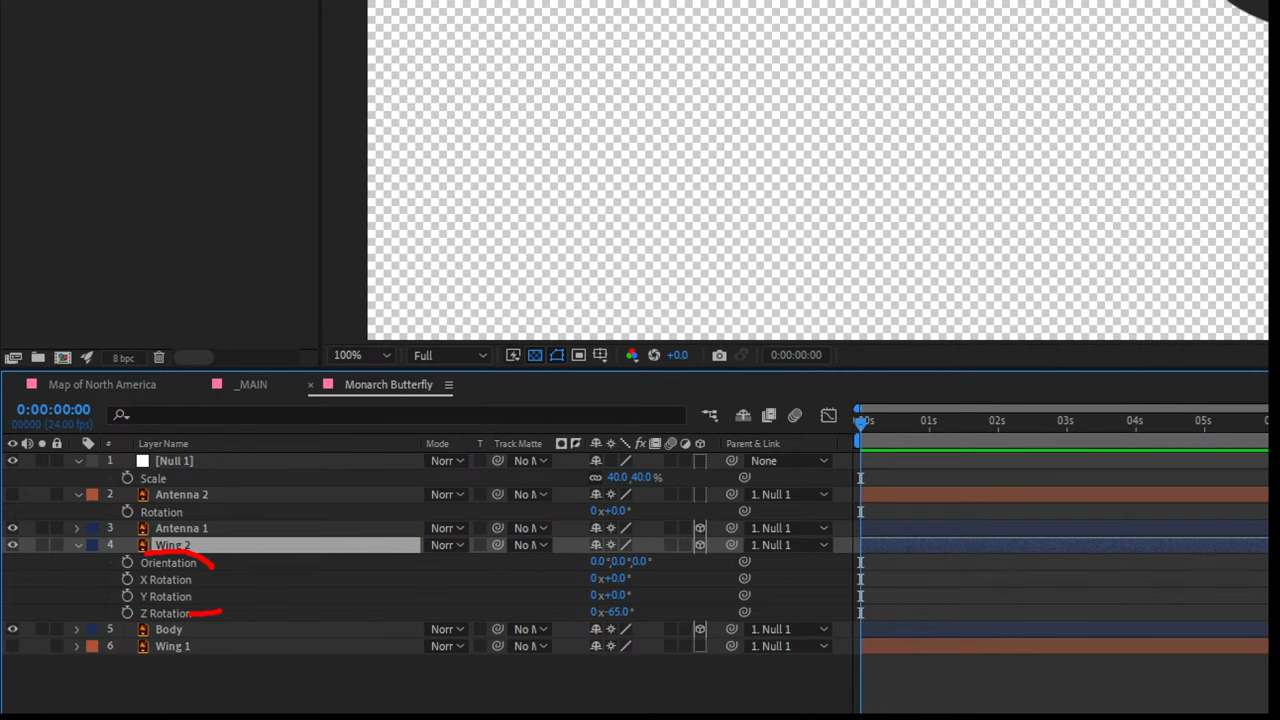 8 bpc 100% Full +0.0 0:00:00:00
Map of North America _MAIN × Monarch Butterfly
0:00:00:00
00000 (24.00 fps) 01s 02s 03s 04s 05s
# Layer Name Mode T Track Matte fx Parent & Link
1 [Null 1] Norr No M None
Scale 40.0,40.0 %
2 Antenna 2 Norr No M 1. Null 1
Rotation 0 x+0.0°
3 Antenna 1 Norr No M 1. Null 1
4 Wing 2 Norr No M 1. Null 1
Orientation 0.0°,0.0°,0.0°
X Rotation 0 x+0.0°
Y Rotation 0 x+0.0°
Z Rotation 0 x-65.0°
5 Body Norr No M 1. Null 1
6 Wing 1 Norr No M 1. Null 1